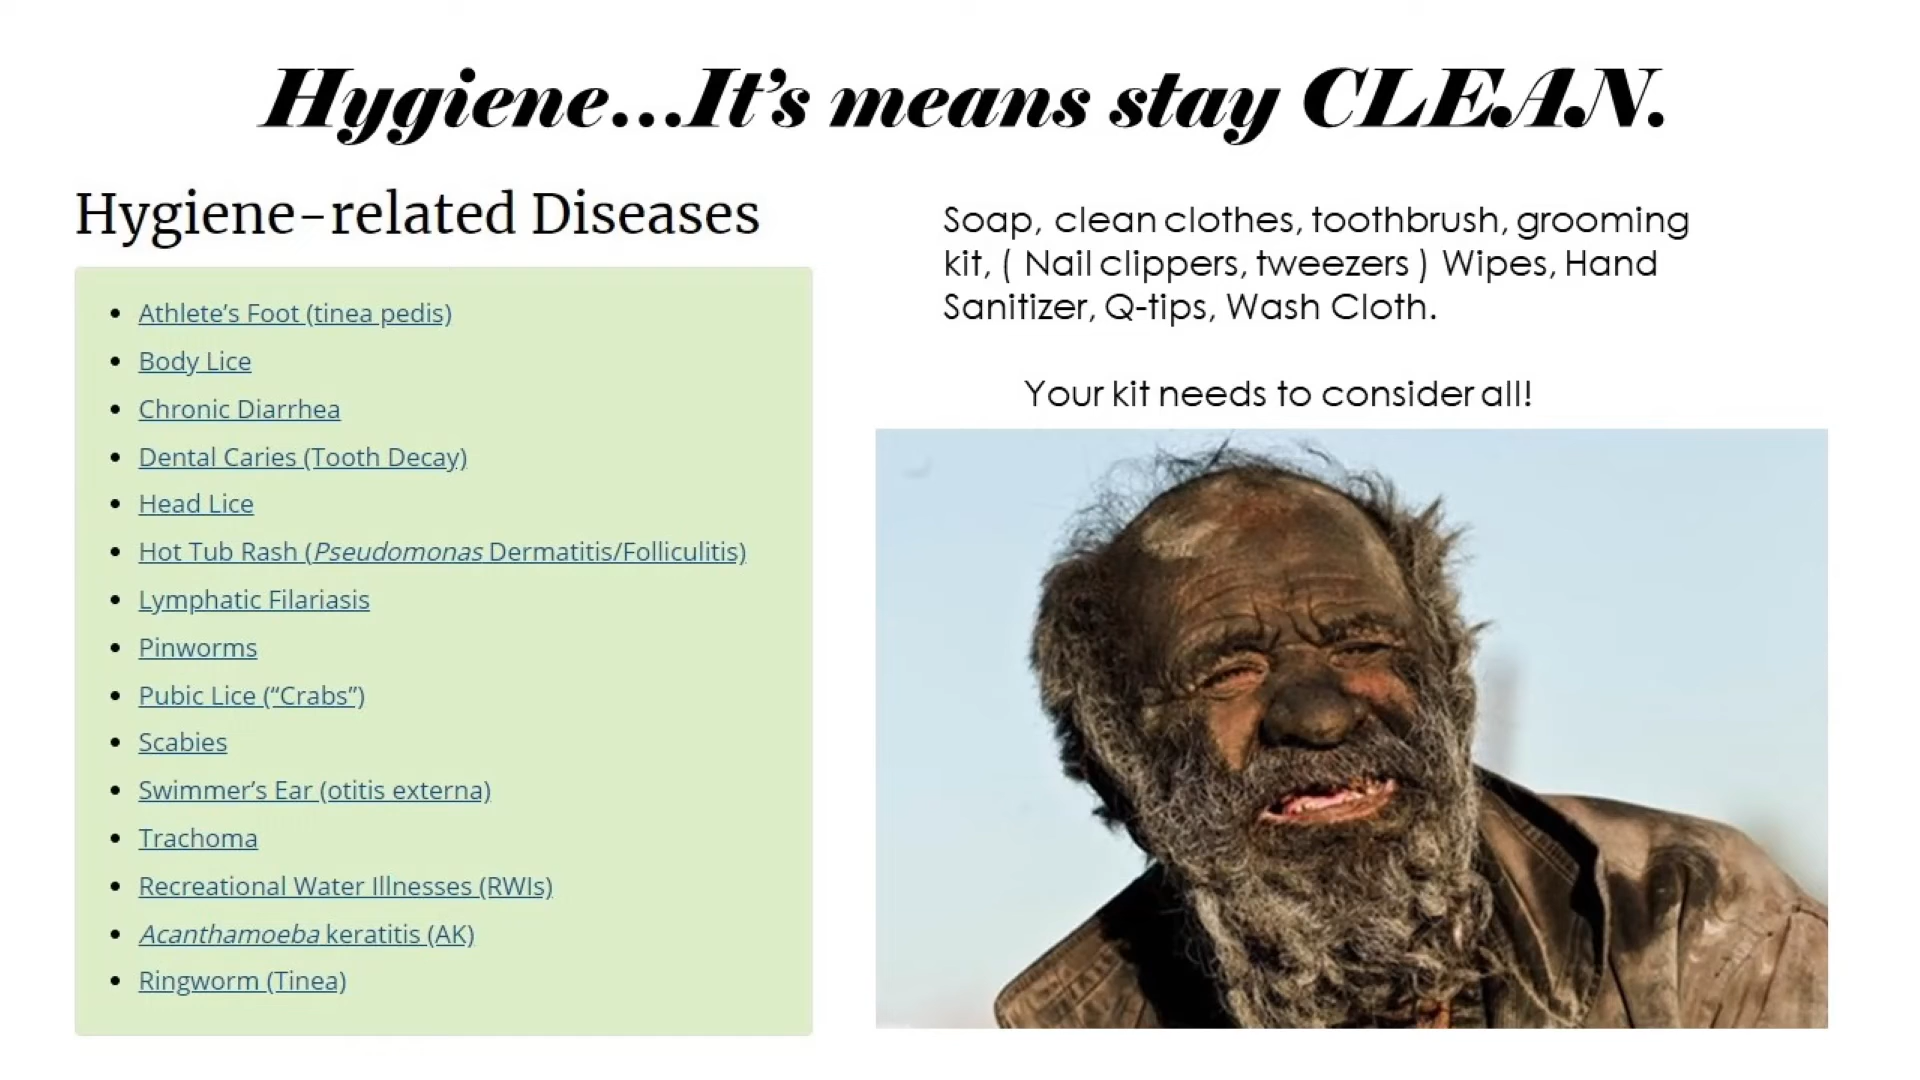 Hygiene...It’s means stay CLEAN.
Hygiene-related Diseases
Athlete’s Foot (tinea pedis)
Body Lice
Chronic Diarrhea
Dental Caries (Tooth Decay)
Head Lice
Hot Tub Rash (Pseudomonas Dermatitis/Folliculitis)
Lymphatic Filariasis
Pinworms
Pubic Lice (“Crabs”)
Scabies
Swimmer’s Ear (otitis externa)
Trachoma
Recreational Water Illnesses (RWIs)
Acanthamoeba keratitis (AK)
Ringworm (Tinea)
Soap, clean clothes, toothbrush, grooming
kit, ( Nail clippers, tweezers ) Wipes, Hand
Sanitizer, Q-tips, Wash Cloth.
Your kit needs to consider all!